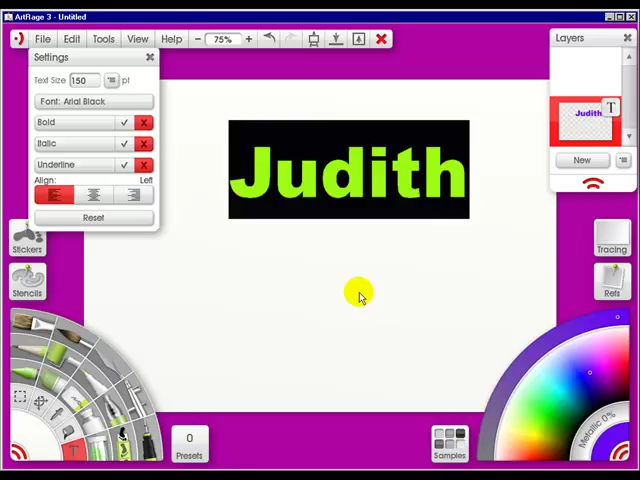 ArtRage 3 - Untitled
File Edit Tools View Help - 75% +
Settings
Text Size 150 pt
Font: Arial Black
Bold
Italic
Underline
Align: Left
Reset
Layers
Judith T
New
Judith
Stickers
Stencils
Tracing
Refs
T
0
Presets
Samples
Metallic 0%